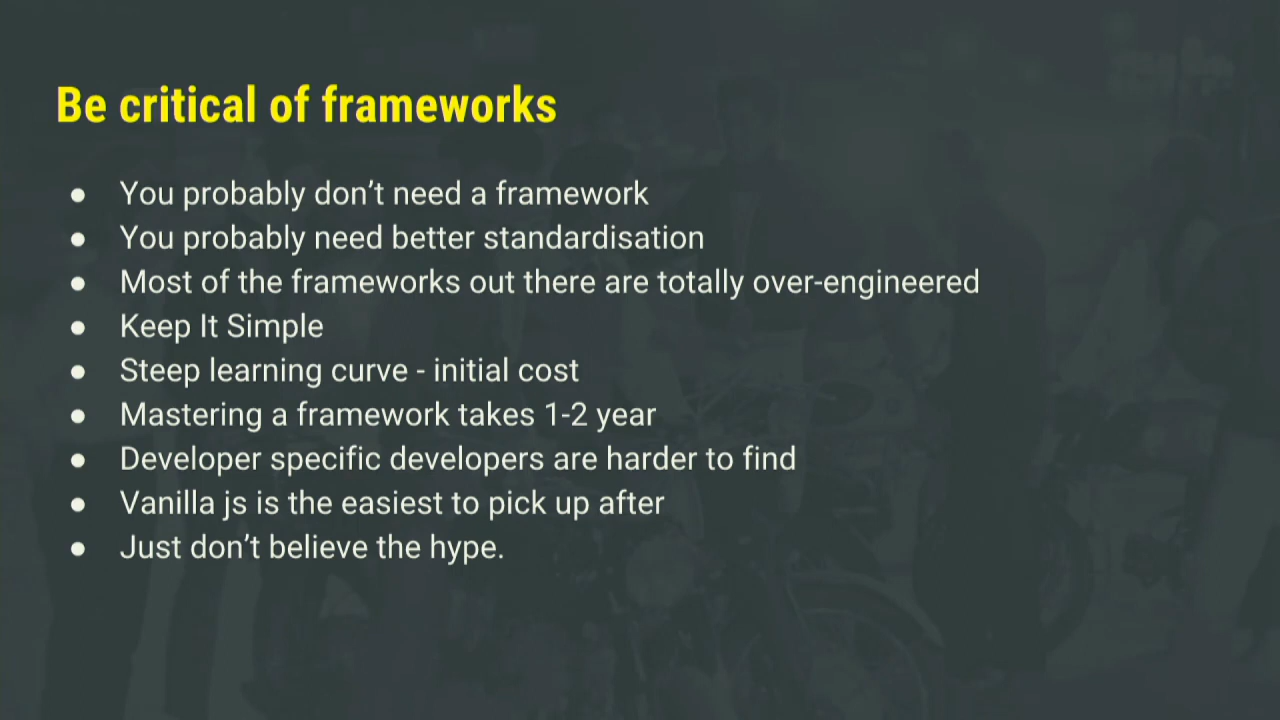 Be critical of frameworks
● You probably don’t need a framework
● You probably need better standardisation
● Most of the frameworks out there are totally over-engineered
● Keep It Simple
● Steep learning curve - initial cost
● Mastering a framework takes 1-2 year
● Developer specific developers are harder to find
● Vanilla js is the easiest to pick up after
● Just don’t believe the hype.